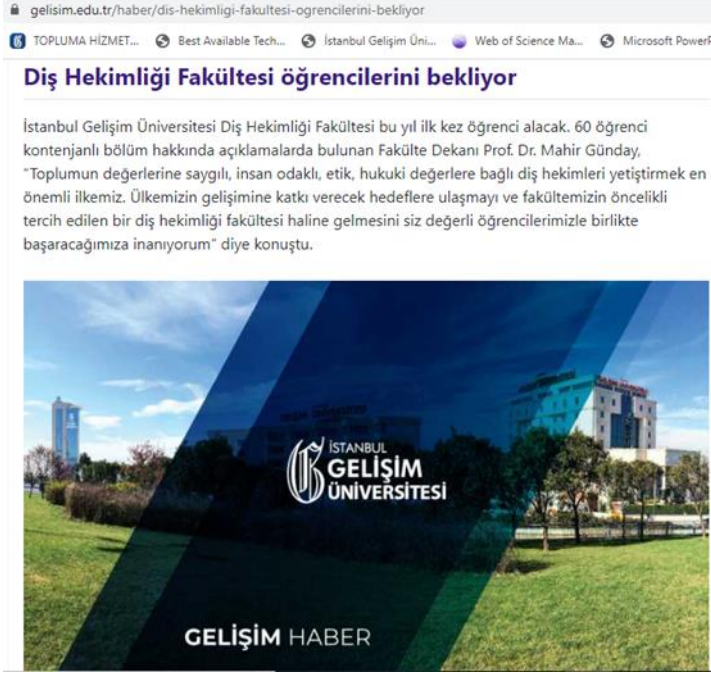 gelisim.edu.tr/haber/dis-hekimligi-fakultesi-ogrencilerini-bekliyor
TOPLUMA HİZMET... Best Available Tech... İstanbul Gelişim Üni... Web of Science Ma... Microsoft PowerP
Diş Hekimliği Fakültesi öğrencilerini bekliyor
İstanbul Gelişim Üniversitesi Diş Hekimliği Fakültesi bu yıl ilk kez öğrenci alacak. 60 öğrenci
kontenjanlı bölüm hakkında açıklamalarda bulunan Fakülte Dekanı Prof. Dr. Mahir Günday,
"Toplumun değerlerine saygılı, insan odaklı, etik, hukuki değerlere bağlı diş hekimleri yetiştirmek en
önemli ilkemiz. Ülkemizin gelişimine katkı verecek hedeflere ulaşmayı ve fakültemizin öncelikli
tercih edilen bir diş hekimliği fakültesi haline gelmesini siz değerli öğrencilerimizle birlikte
başaracağımıza inanıyorum" diye konuştu.
İSTANBUL
GELİŞİM
ÜNİVERSİTESİ
GELİŞİM HABER